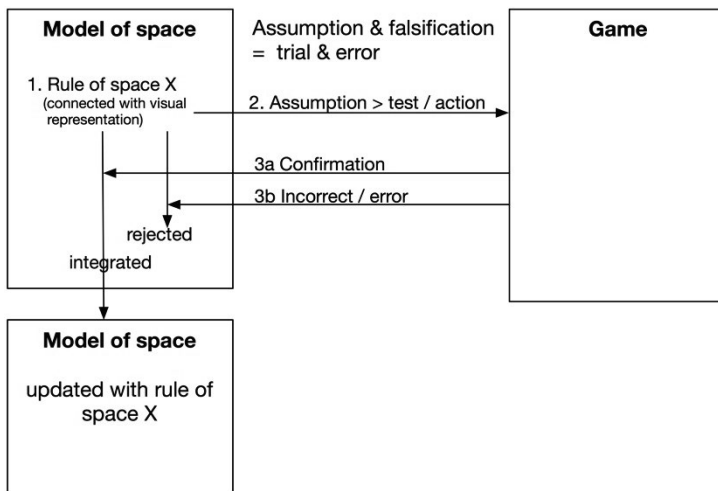 Model of space
Assumption & falsification
= trial & error
Game
1. Rule of space X
(connected with visual
representation)
2. Assumption > test / action
3a Confirmation
3b Incorrect / error
rejected
integrated
Model of space
updated with rule of
space X